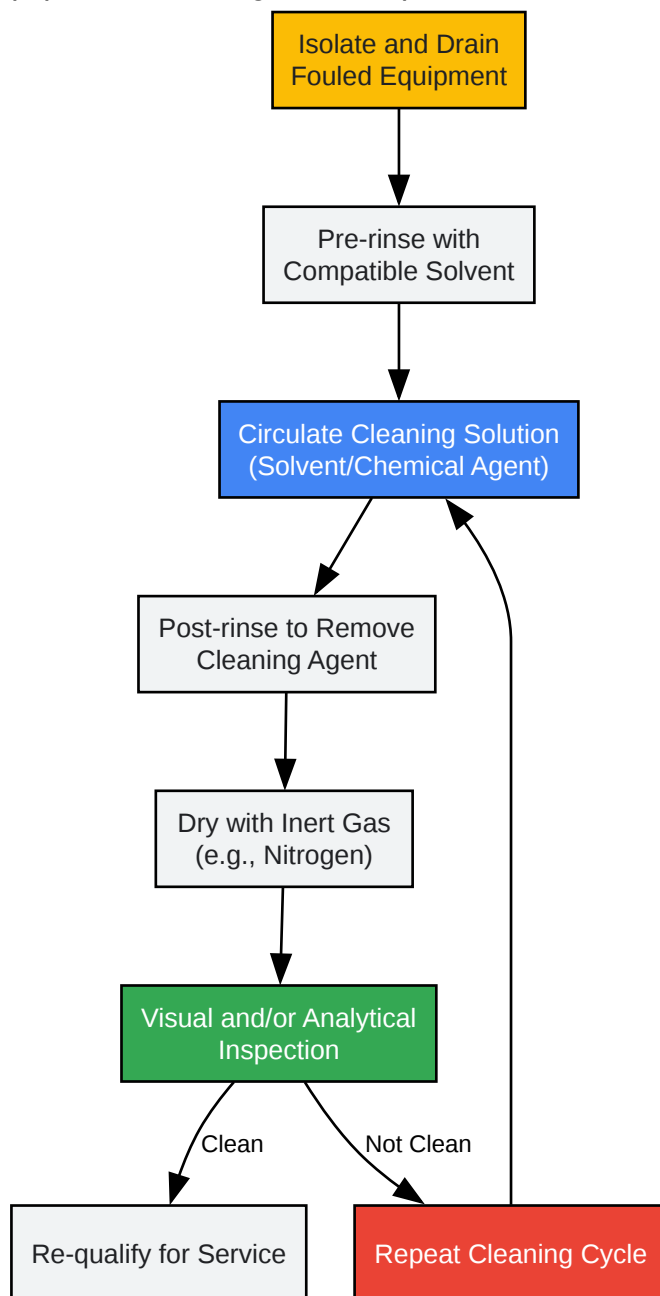 Isolate and Drain
Fouled Equipment
Pre-rinse with
Compatible Solvent
Circulate Cleaning Solution
(Solvent/Chemical Agent)
Post-rinse to Remove
Cleaning Agent
Dry with Inert Gas
(e.g., Nitrogen)
Visual and/or Analytical
Inspection
Clean
Not Clean
Re-qualify for Service
Repeat Cleaning Cycle